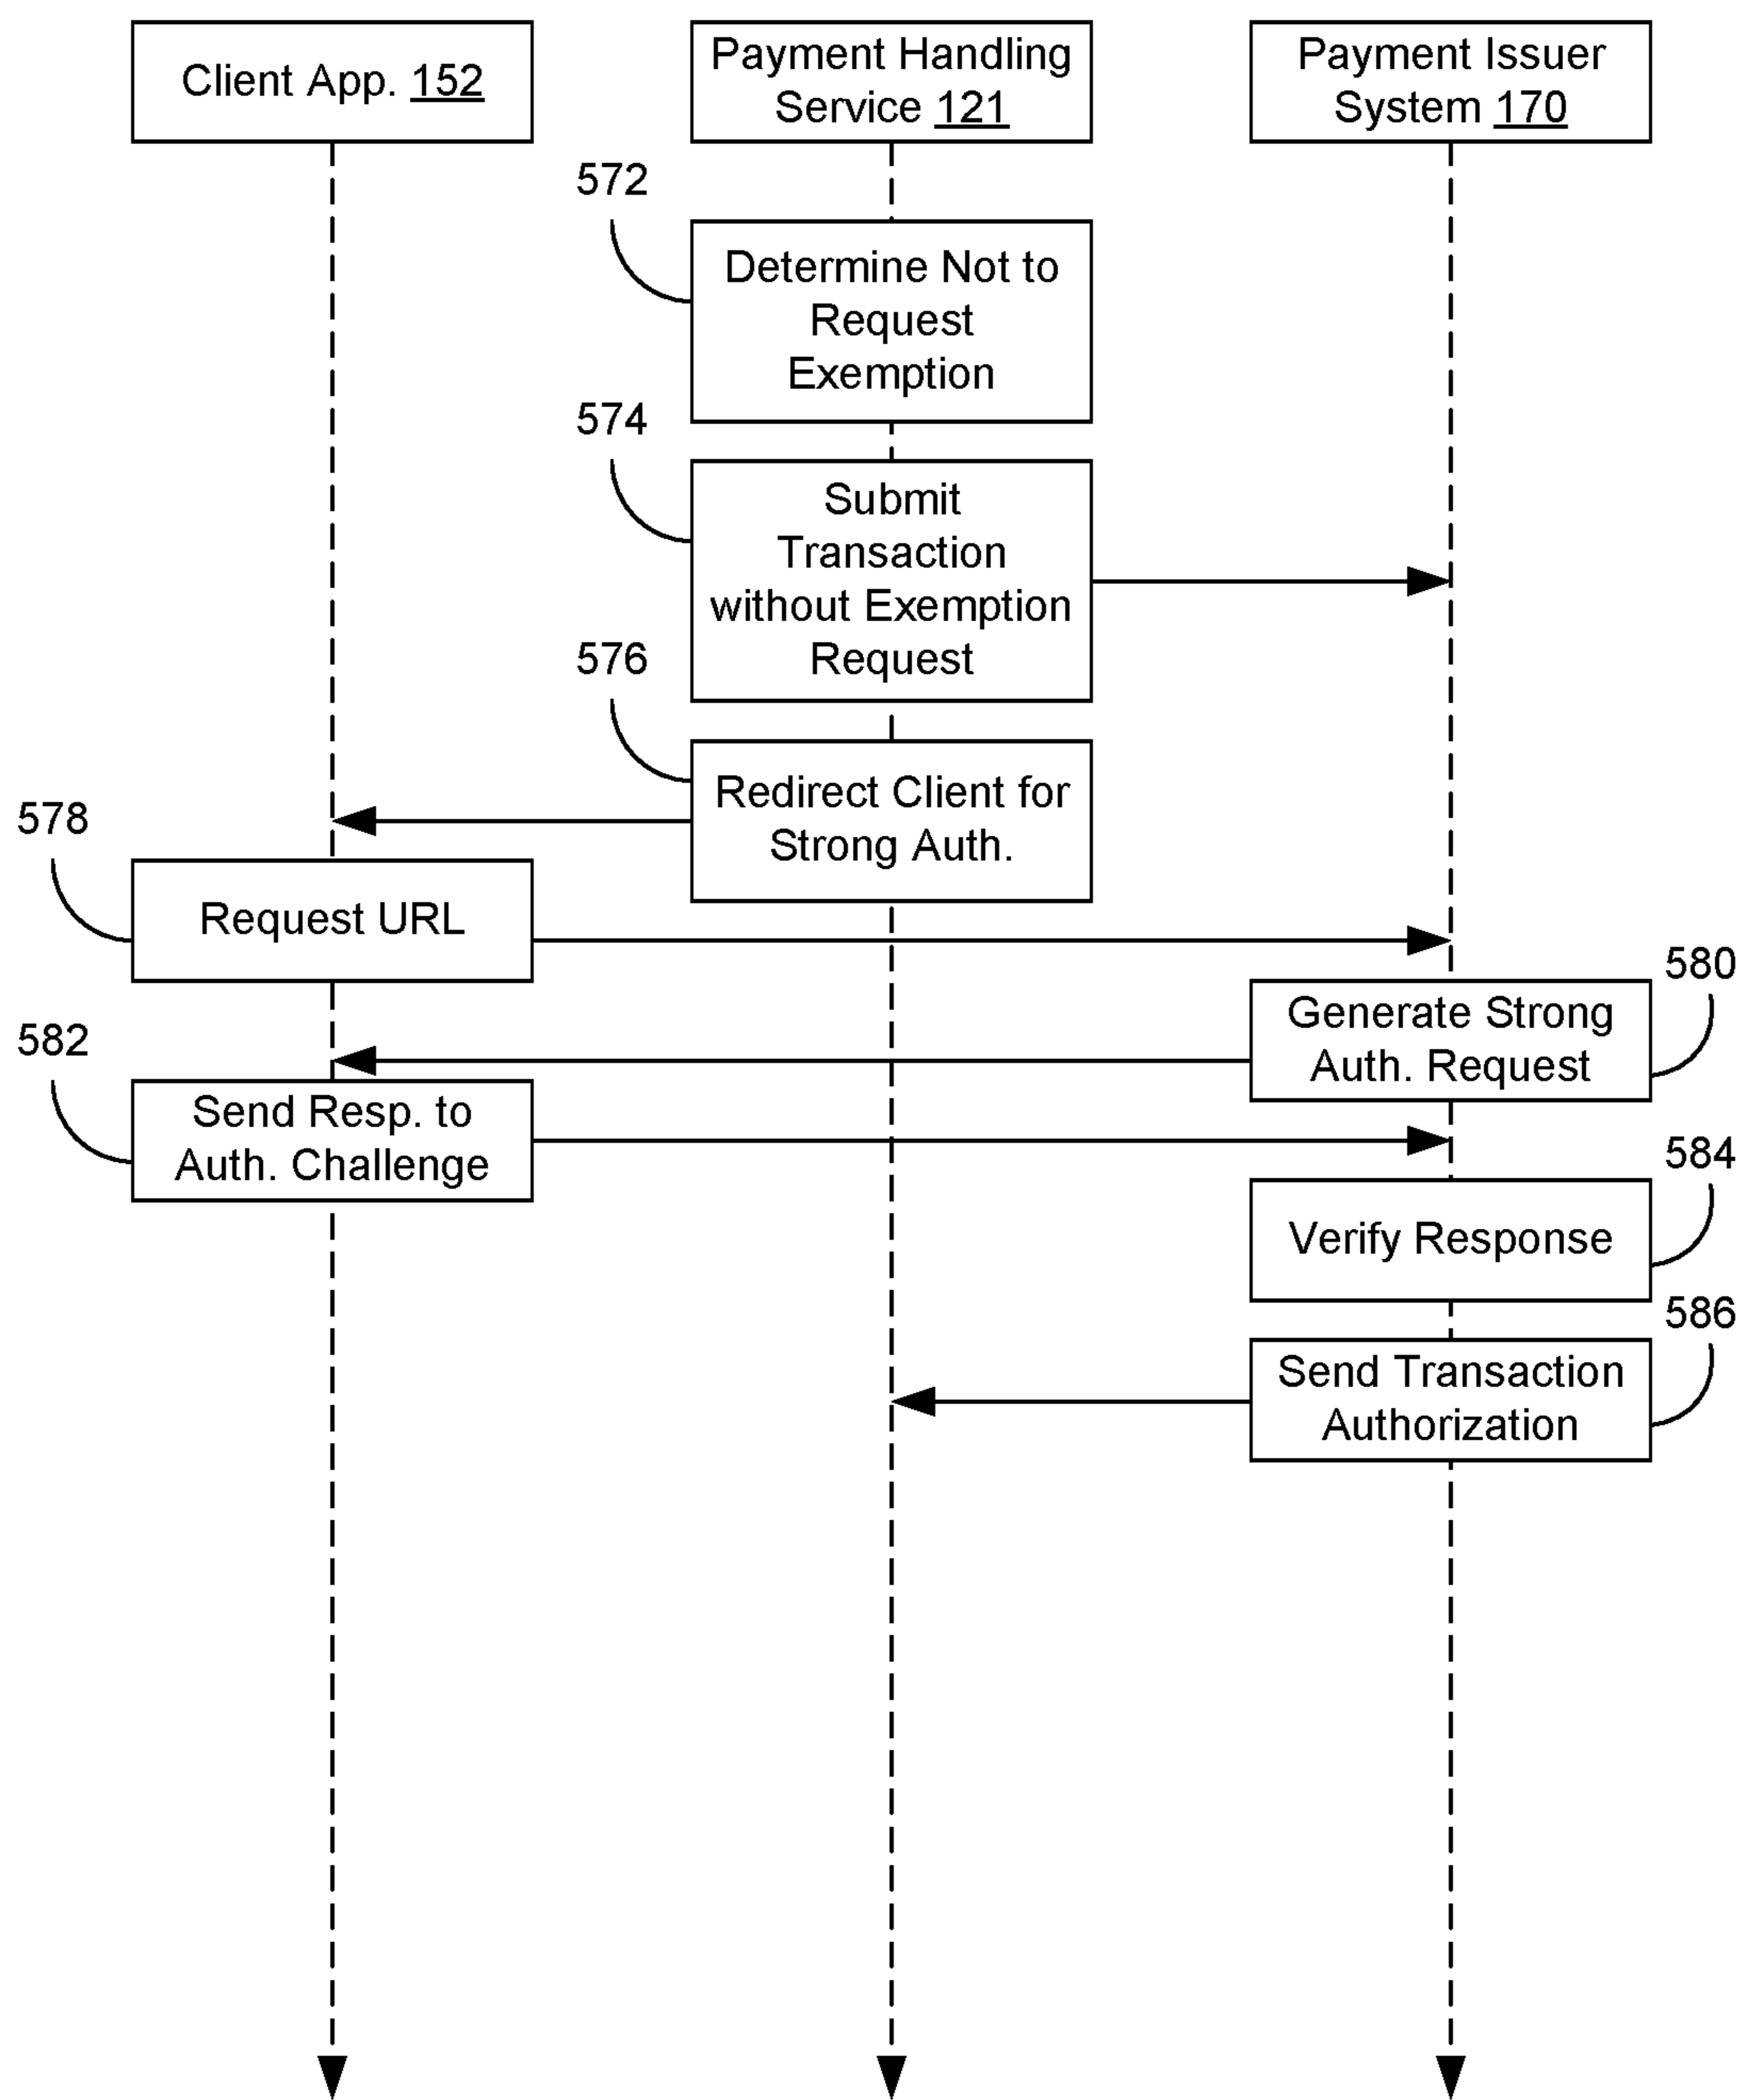 Client App. 152
Payment Handling
Service 121
Payment Issuer
System 170
572
Determine Not to
Request
Exemption
574
Submit
Transaction
without Exemption
Request
576
Redirect Client for
Strong Auth.
578
Request URL
580
Generate Strong
Auth. Request
582
Send Resp. to
Auth. Challenge
584
Verify Response
586
Send Transaction
Authorization